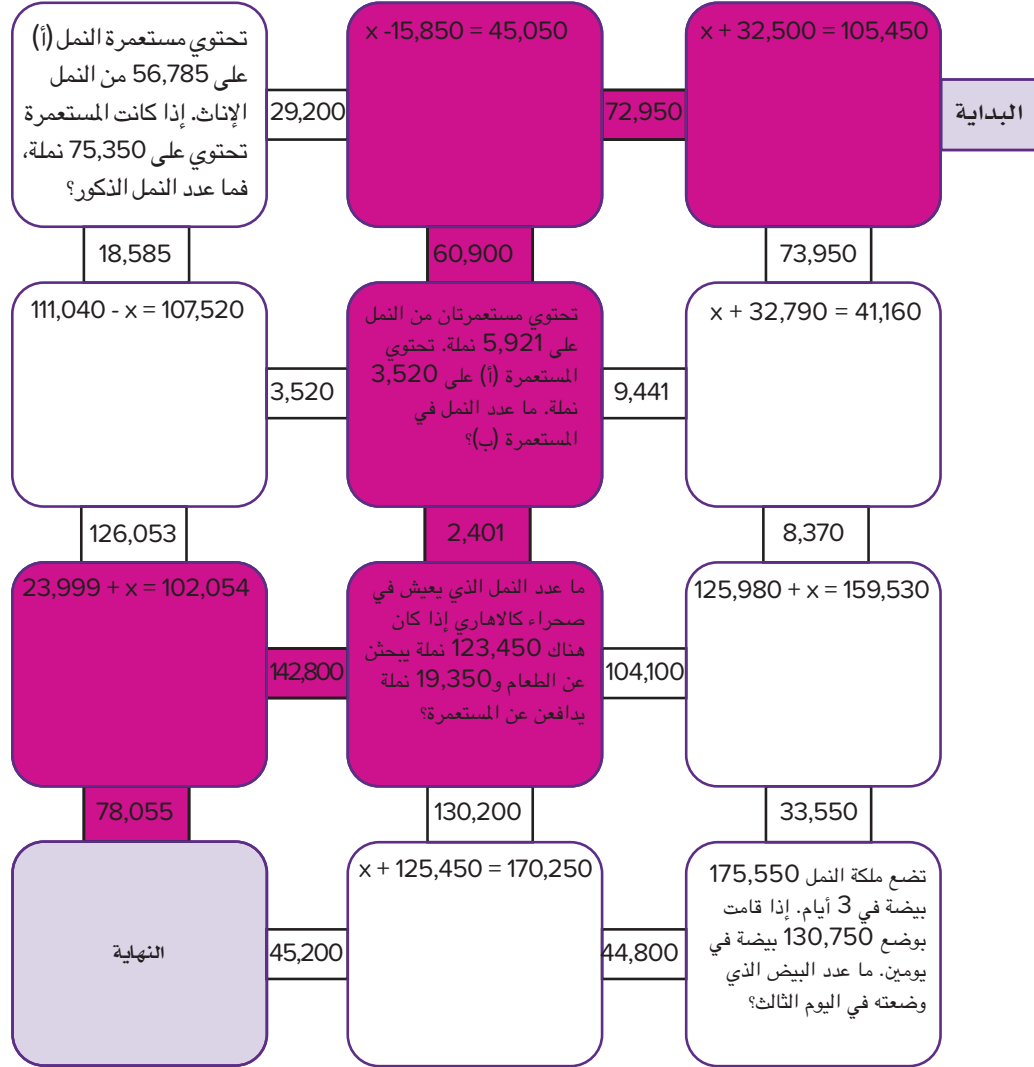 البداية
x + 32,500 = 105,450
72,950
x -15,850 = 45,050
29,200
تحتوي مستعمرة النمل (أ)
على 56,785 من النمل
الإناث. إذا كانت المستعمرة
تحتوي على 75,350 نملة،
فما عدد النمل الذكور؟
73,950
60,900
18,585
x + 32,790 = 41,160
9,441
تحتوي مستعمرتان من النمل
على 5,921 نملة. تحتوي
المستعمرة (أ) على 3,520
نملة. ما عدد النمل في
المستعمرة (ب)؟
3,520
111,040 - x = 107,520
8,370
2,401
126,053
125,980 + x = 159,530
104,100
ما عدد النمل الذي يعيش في
صحراء كالاهاري إذا كان
هناك 123,450 نملة يبحثن
عن الطعام و19,350 نملة
يدافعن عن المستعمرة؟
142,800
23,999 + x = 102,054
33,550
130,200
78,055
تضع ملكة النمل 175,550
بيضة في 3 أيام. إذا قامت
بوضع 130,750 بيضة في
يومين. ما عدد البيض الذي
وضعته في اليوم الثالث؟
44,800
x + 125,450 = 170,250
45,200
النهاية